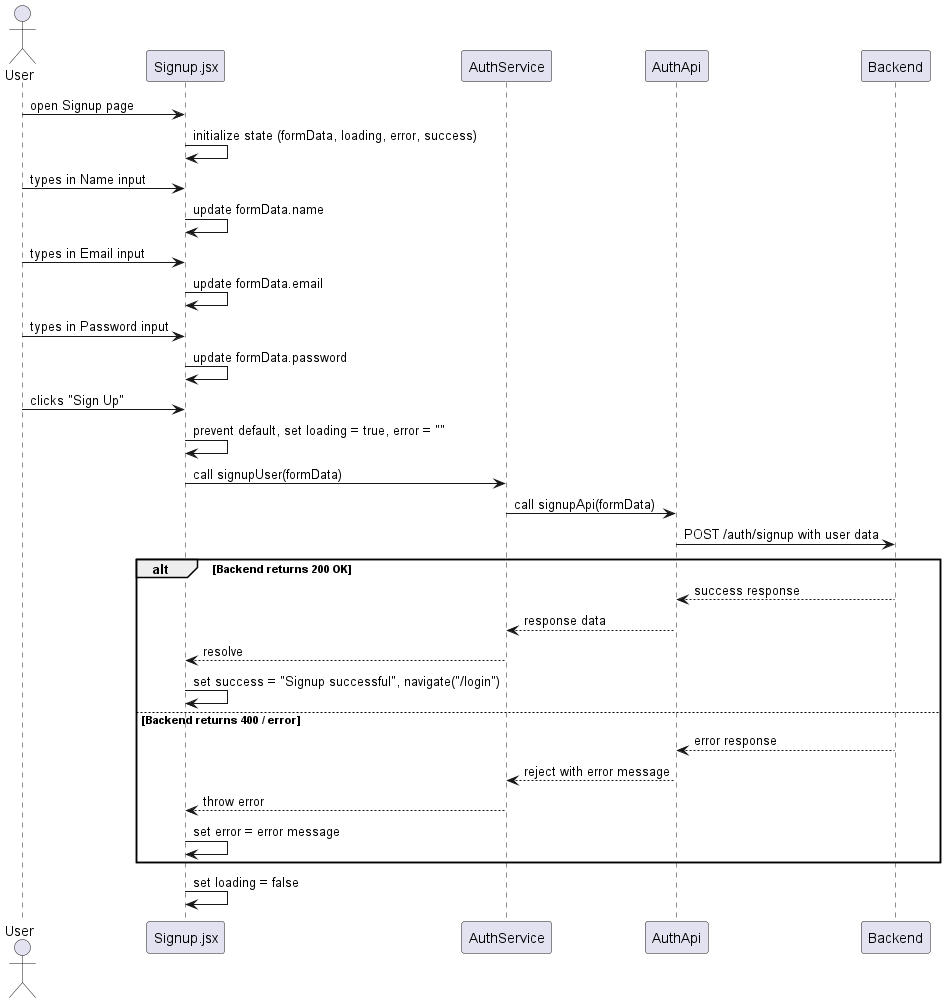 User
Signup.jsx
AuthService
AuthApi
Backend
open Signup page
initialize state (formData, loading, error, success)
types in Name input
update formData.name
types in Email input
update formData.email
types in Password input
update formData.password
clicks "Sign Up"
prevent default, set loading = true, error = ""
call signupUser(formData)
call signupApi(formData)
POST /auth/signup with user data
alt
[Backend returns 200 OK]
success response
response data
resolve
set success = "Signup successful", navigate("/login")
[Backend returns 400 / error]
error response
reject with error message
throw error
set error = error message
set loading = false
User
Signup.jsx
AuthService
AuthApi
Backend